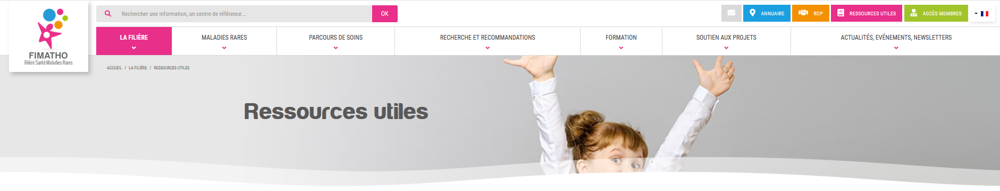 Rechercher une information, un centre de référence...
OK
ANNUAIRE
RCP
RESSOURCES UTILES
ACCÈS MEMBRES
FIMATHO
Filière Santé Maladies Rares
LA FILIÈRE
MALADIES RARES
PARCOURS DE SOINS
RECHERCHE ET RECOMMANDATIONS
FORMATION
SOUTIEN AUX PROJETS
ACTUALITÉS, EVÉNEMENTS, NEWSLETTERS
ACCUEIL / LA FILIÈRE / RESSOURCES UTILES
Ressources utiles